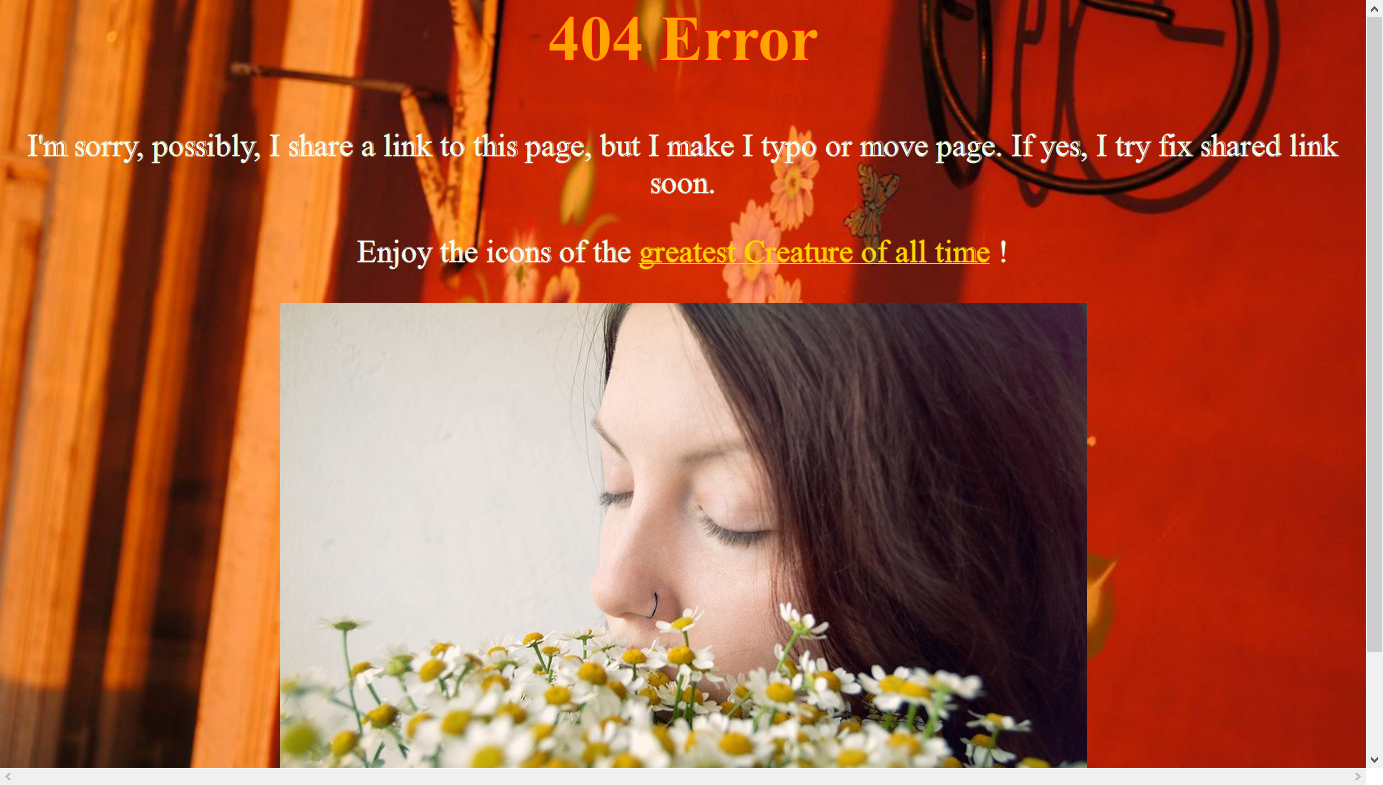 404 Error
I'm sorry, possibly, I share a link to this page, but I make I typo or move page. If yes, I try fix shared link
soon.
Enjoy the icons of the greatest Creature of all time !